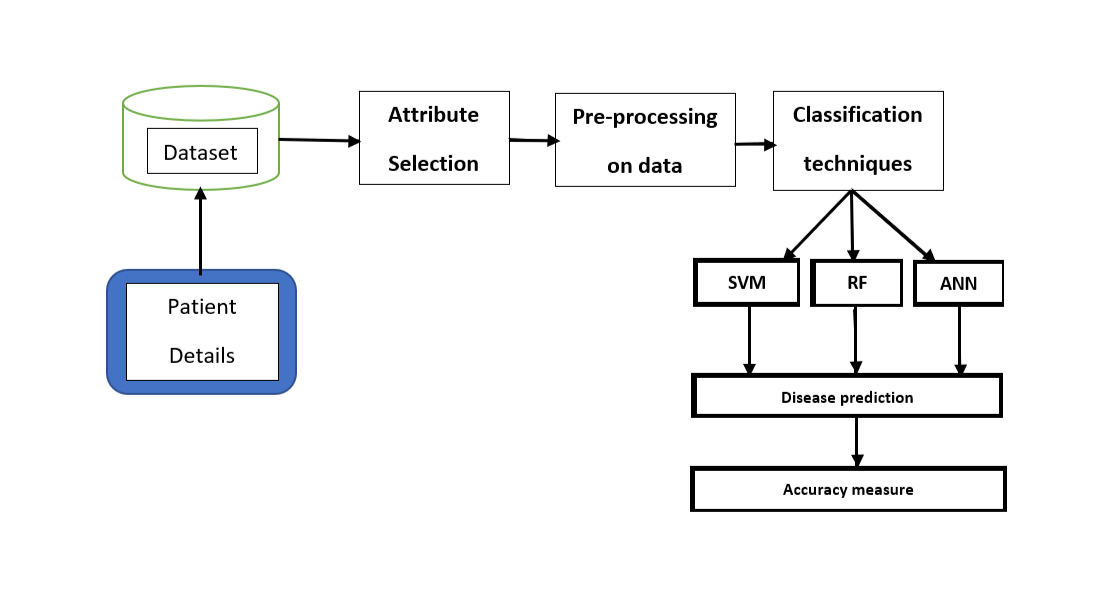 Dataset
Attribute
Selection
Pre-processing
on data
Classification
techniques
Patient
Details
SVM
RF
ANN
Disease prediction
Accuracy measure